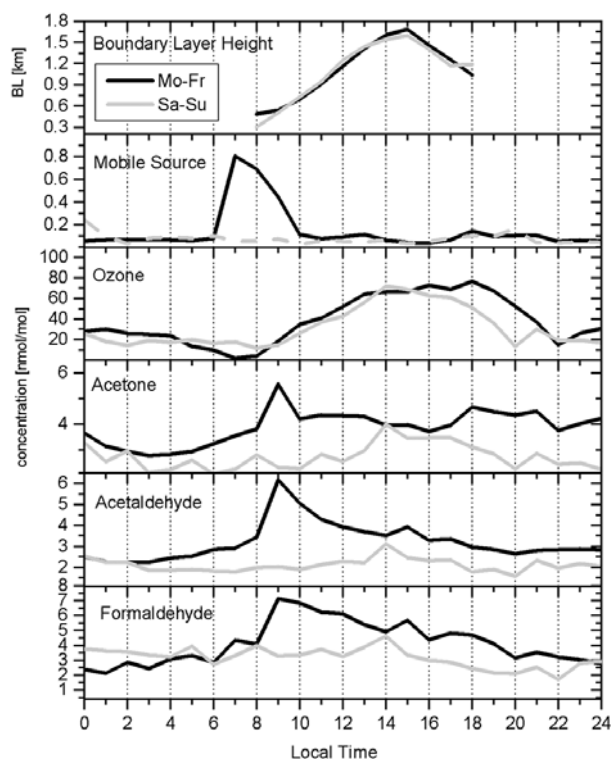 BL [km]
1.8
1.5
1.2
0.9
0.6
0.3
Boundary Layer Height
Mo-Fr
Sa-Su
0.8
0.6
0.4
0.2
Mobile Source
concentration [nmol/mol]
100
80
60
40
20
Ozone
6
4
Acetone
6
5
4
3
2
Acetaldehyde
8
7
6
5
4
3
2
1
Formaldehyde
0 2 4 6 8 10 12 14 16 18 20 22 24
Local Time